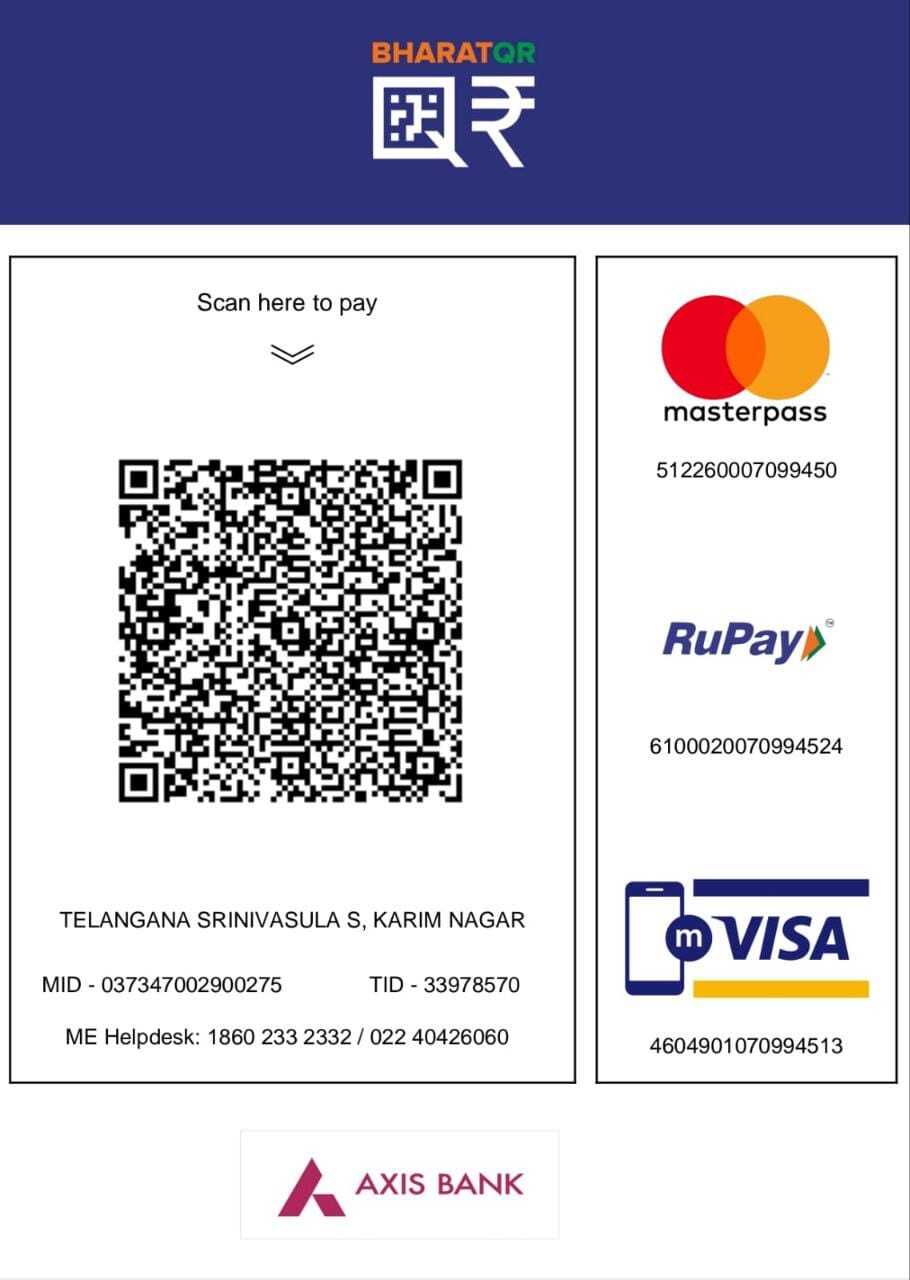 BHARATQR
Scan here to pay
TELANGANA SRINIVASULA S, KARIM NAGAR
MID - 037347002900275 TID - 33978570
ME Helpdesk: 1860 233 2332 / 022 40426060
masterpass
512260007099450
RuPay
6100020070994524
m VISA
4604901070994513
AXIS BANK